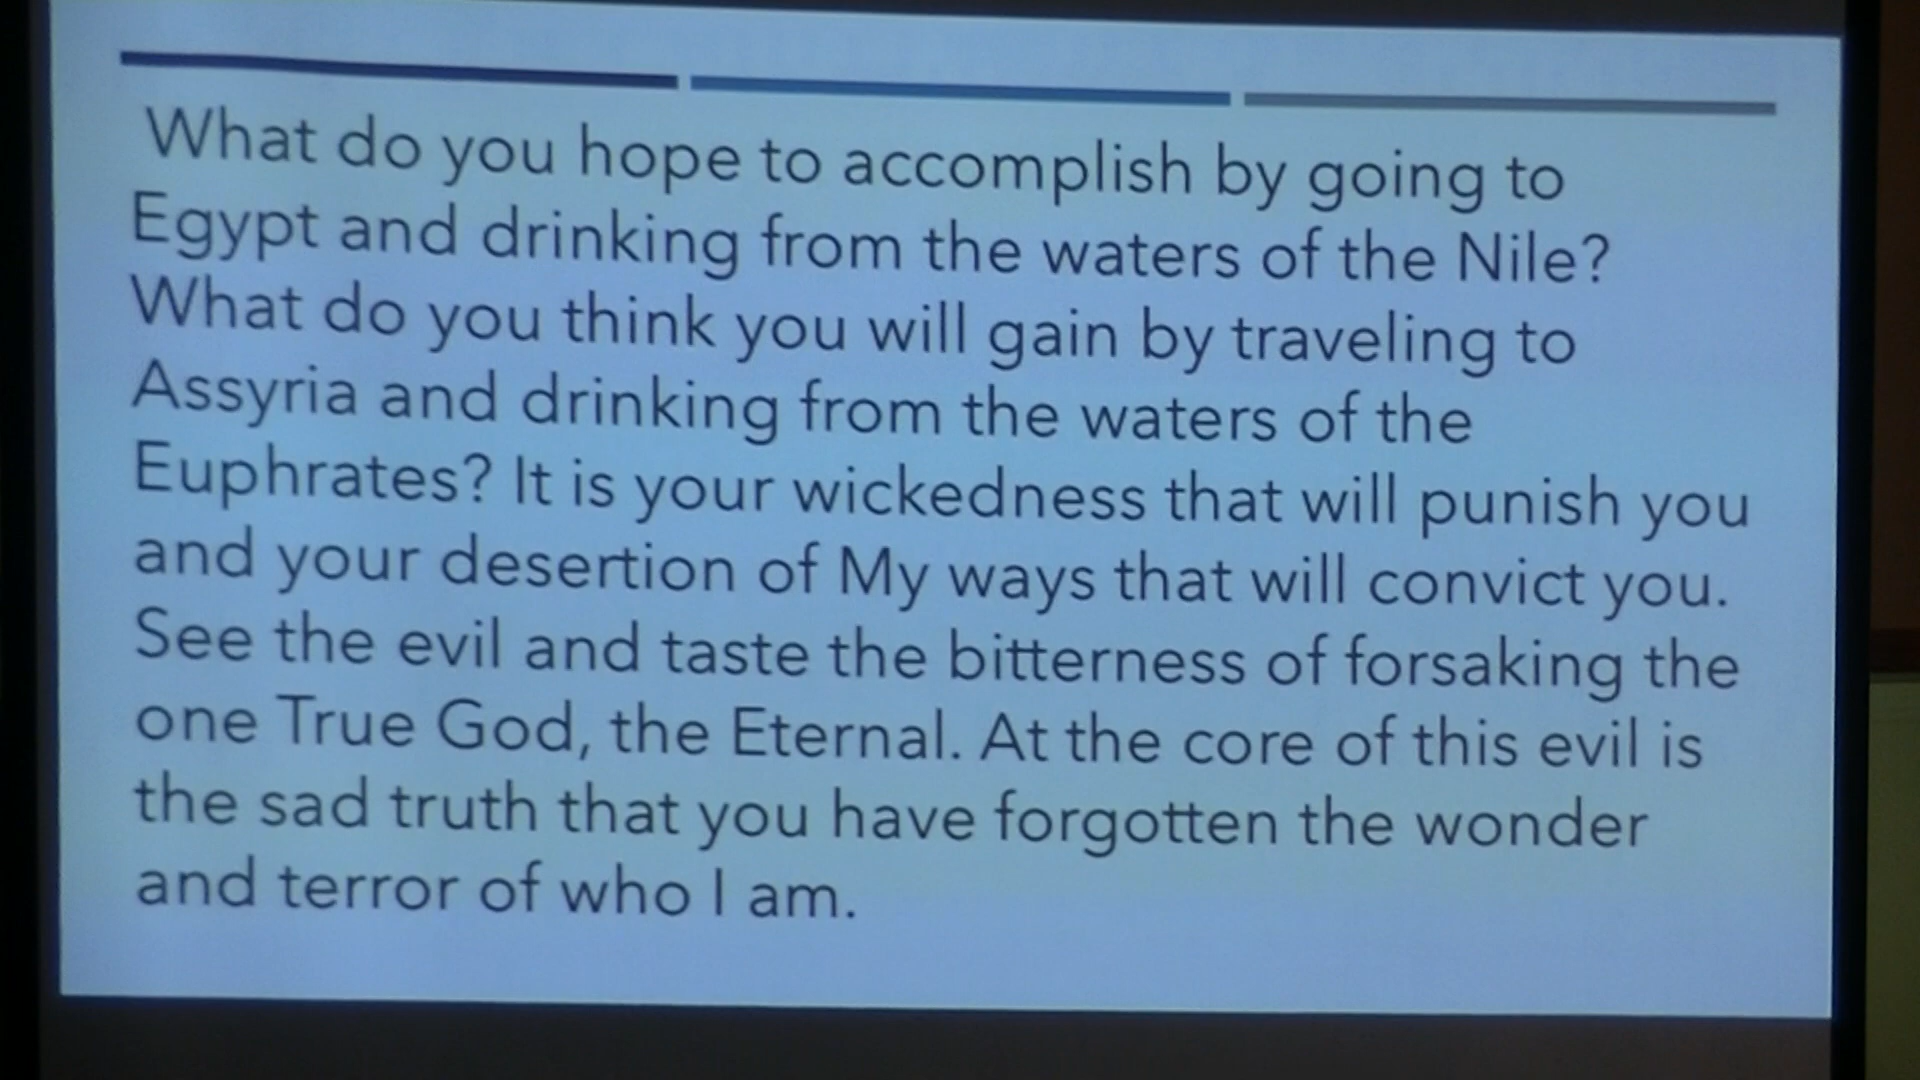 What do you hope to accomplish by going to
Egypt and drinking from the waters of the Nile?
What do you think you will gain by traveling to
Assyria and drinking from the waters of the
Euphrates? It is your wickedness that will punish you
and your desertion of My ways that will convict you.
See the evil and taste the bitterness of forsaking the
one True God, the Eternal. At the core of this evil is
the sad truth that you have forgotten the wonder
and terror of who I am.